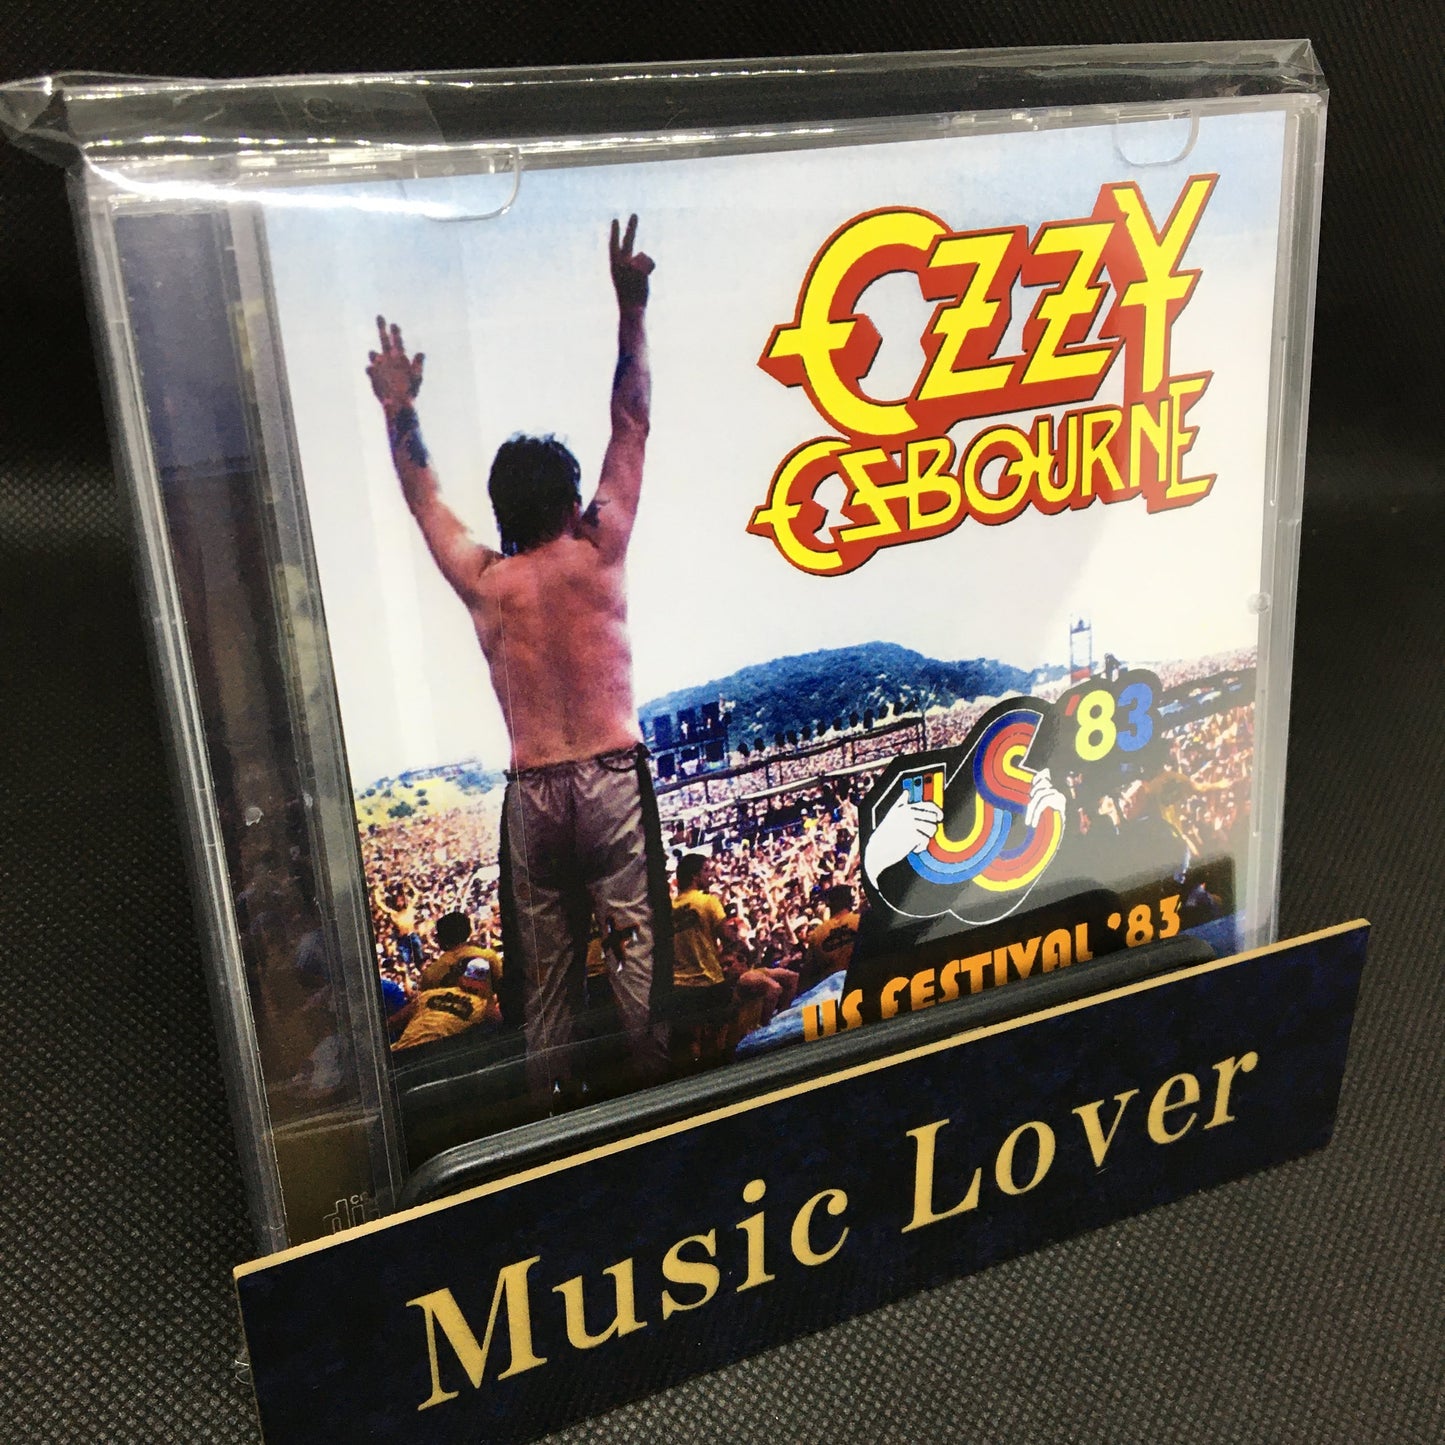 OZZY
OSBOURNE
'83
US
US FESTIVAL '83
Music Lover